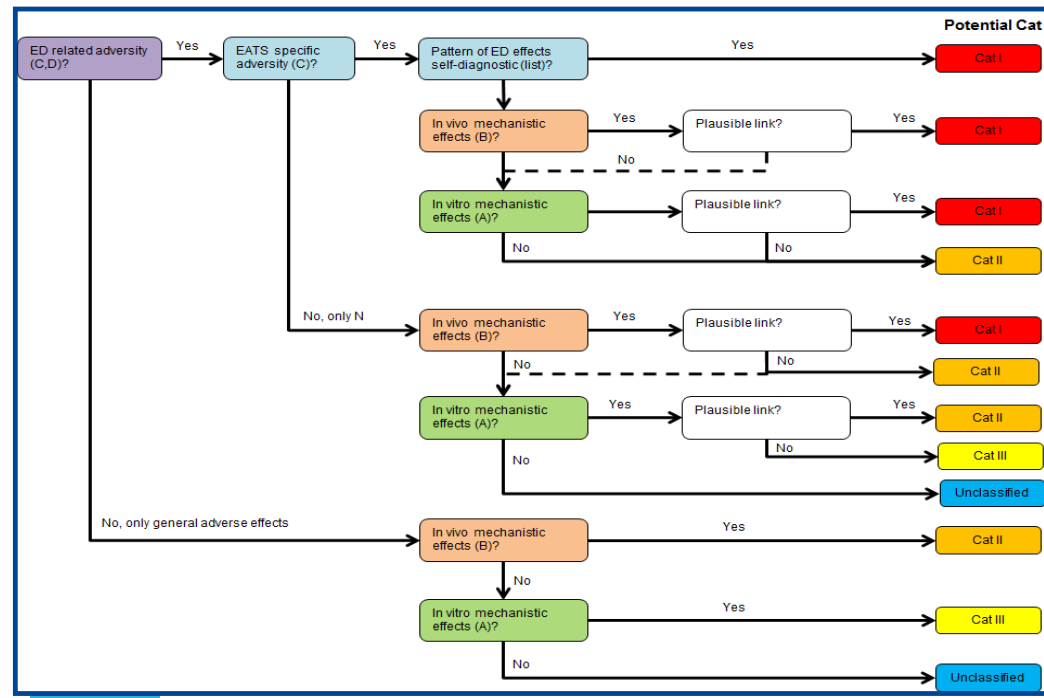 Potential Cat
ED related adversity
(C,D)?
Yes
EATS specific
adversity (C)?
Yes
Pattern of ED effects
self-diagnostic (list)?
Yes
Cat I
In vivo mechanistic
effects (B)?
Yes
Plausible link?
Yes
Cat I
No
In vitro mechanistic
effects (A)?
Plausible link?
Yes
Cat I
No
No
Cat II
No, only N
In vivo mechanistic
effects (B)?
Yes
Plausible link?
Yes
Cat I
No
No
Cat II
In vitro mechanistic
effects (A)?
Yes
Plausible link?
Yes
Cat II
No
No
Cat III
Unclassified
No, only general adverse effects
In vivo mechanistic
effects (B)?
Yes
Cat II
No
In vitro mechanistic
effects (A)?
Yes
Cat III
No
Unclassified